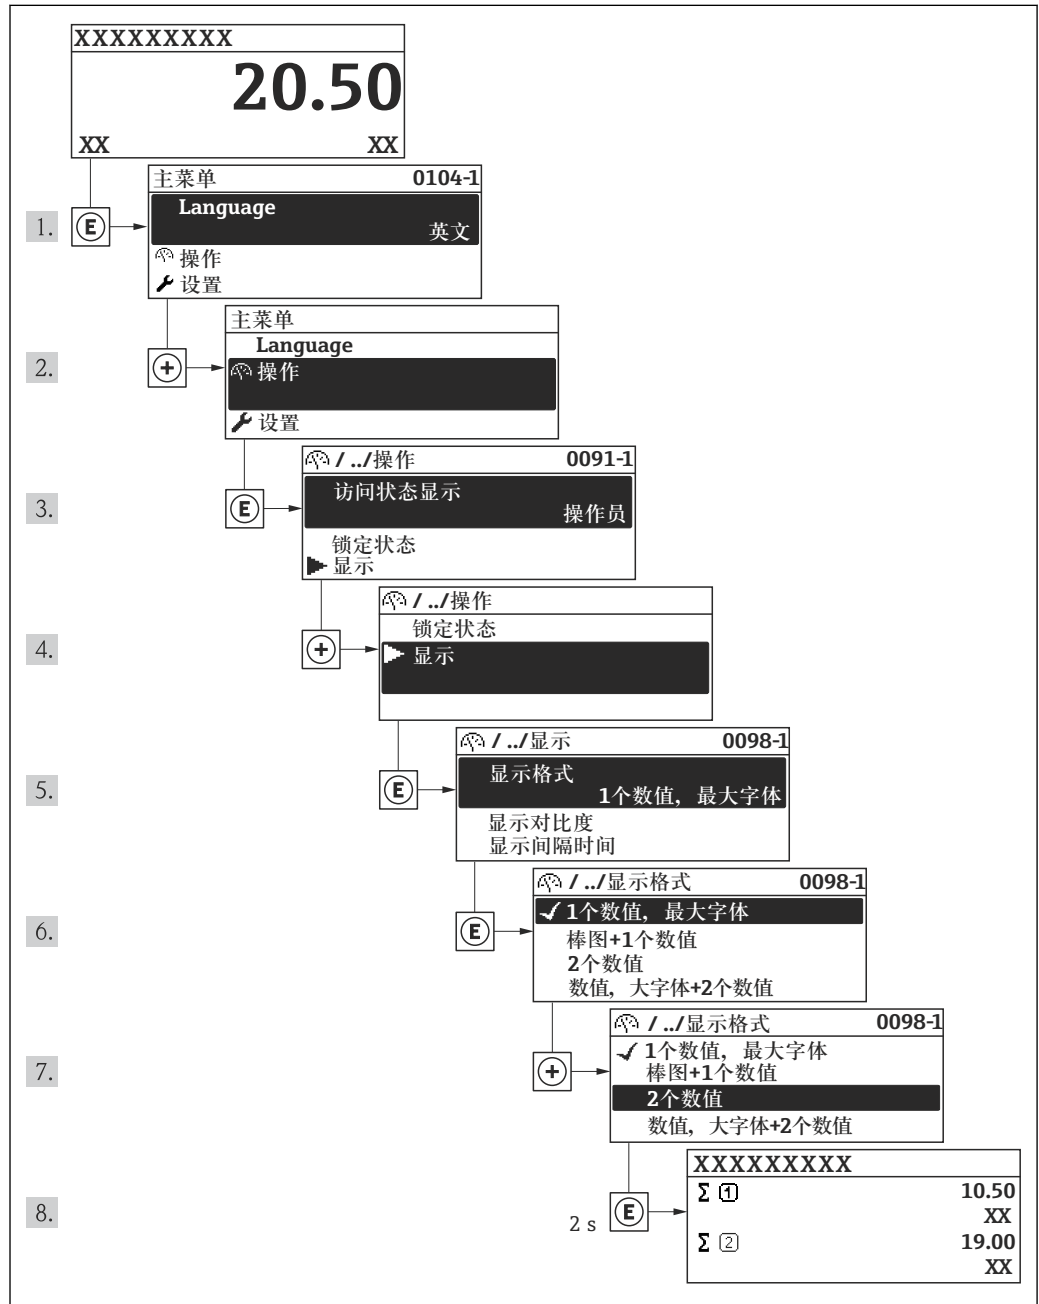 XXXXXXXXX
20.50
XX XX
主菜单 0104-1
Language
英文
操作
设置
1. E
主菜单
Language
操作
设置
2. +
/ ../操作 0091-1
访问状态显示
操作员
锁定状态
显示
3. E
/ ../操作
锁定状态
显示
4. +
/ ../显示 0098-1
显示格式
1个数值，最大字体
显示对比度
显示间隔时间
5. E
/ ../显示格式 0098-1
1个数值，最大字体
棒图+1个数值
2个数值
数值，大字体+2个数值
6. E
/ ../显示格式 0098-1
1个数值，最大字体
棒图+1个数值
2个数值
数值，大字体+2个数值
7. +
XXXXXXXXX
Σ 1 10.50
XX
Σ 2 19.00
XX
8. 2 s E